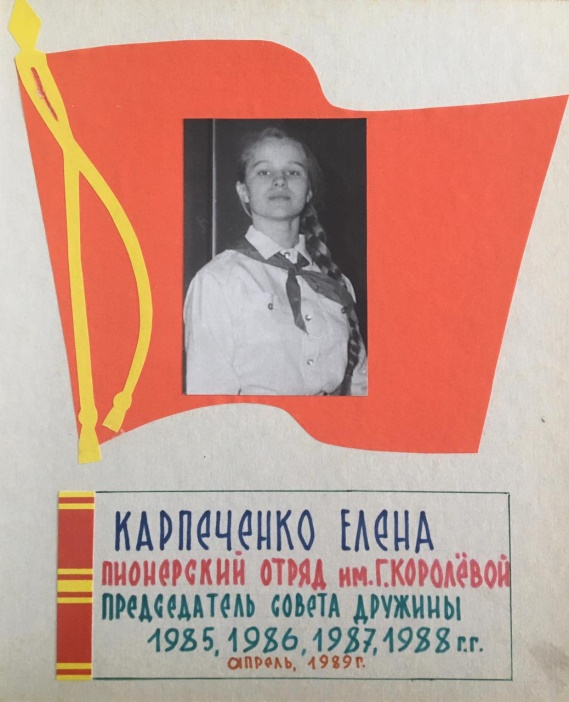 КАРПЕЧЕНКО ЕЛЕНА
ПИОНЕРСКИЙ ОТРЯД им. Г. КОРОЛЁВОЙ
ПРЕДСЕДАТЕЛЬ СОВЕТА ДРУЖИНЫ
1985, 1986, 1987, 1988 г.г.
АПРЕЛЬ, 1989 г.